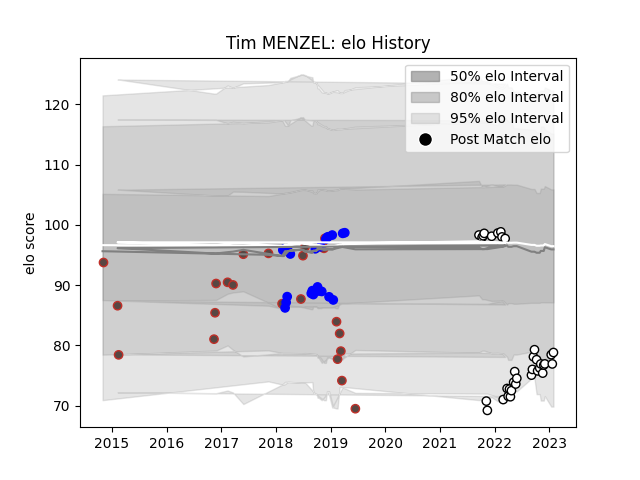 Tim MENZEL: elo History
50% elo Interval
80% elo Interval
95% elo Interval
Post Match elo
elo score
120
110
100
90
80
70
2015 2016 2017 2018 2019 2020 2021 2022 2023